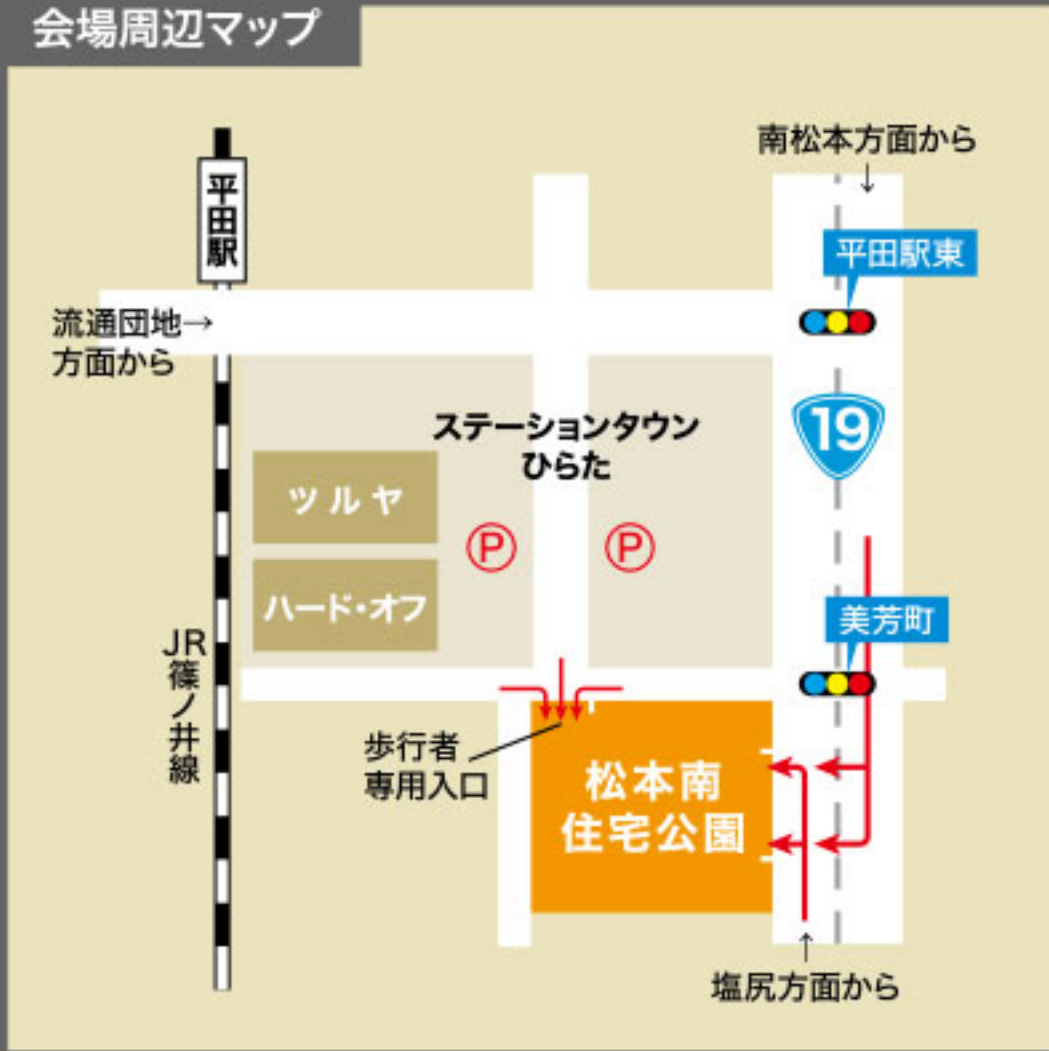 会場周辺マップ
南松本方面から
↓
平田駅
平田駅東
流通団地→
方面から
19
ステーションタウン
ひらた
ツルヤ
P
P
ハード・オフ
美芳町
JR篠ノ井線
歩行者
専用入口
松本南
住宅公園
↑
塩尻方面から